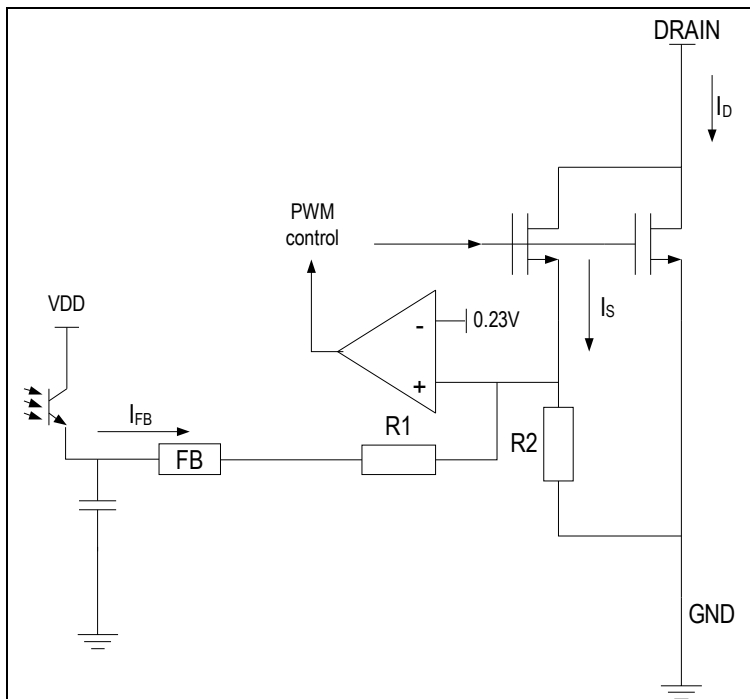 DRAIN
I_D
PWM
control
VDD
-
0.23V
I_S
+
I_FB
R1
FB
R2
GND